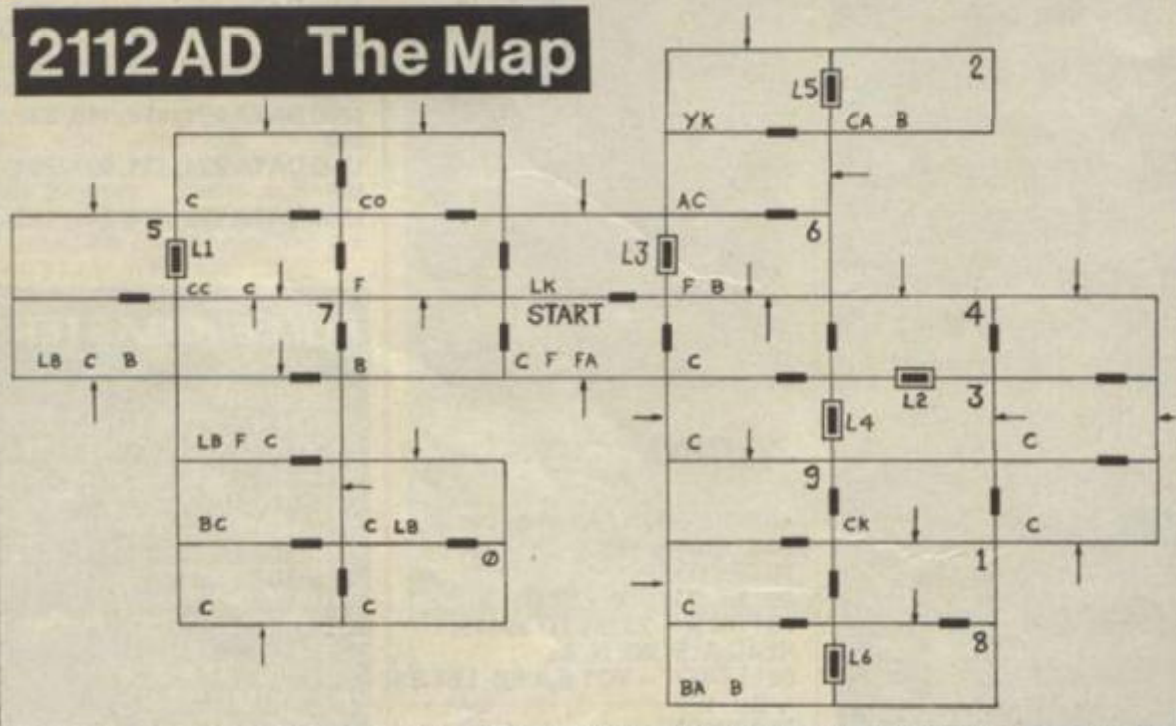 2112 AD The Map
2
L5
YK CA B
C CO AC
5 L1 L3 6
CC C F LK F B
7 START 4
LB C B B C F FA C
L2 3
L4
LB F C C C
9
BC C LB CK C
Ø 1
C C C
8
L6
BA B